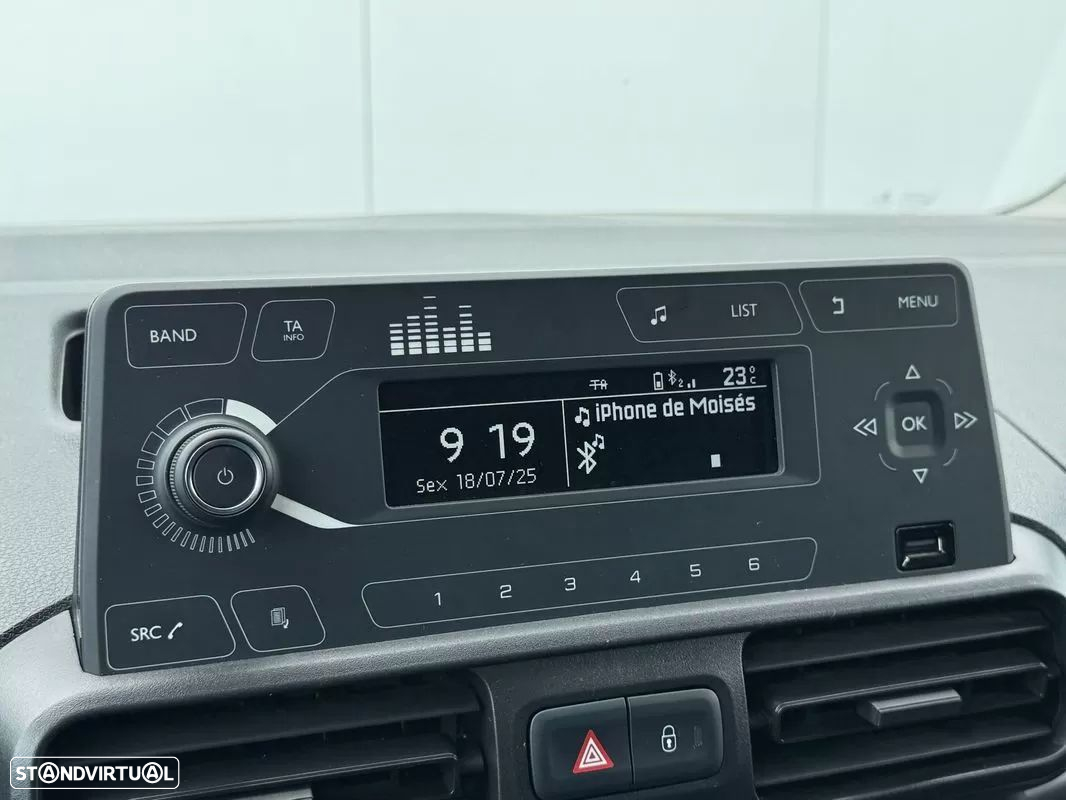 BAND
TA
INFO
LIST
MENU
TA
2
23°C
9 19
Sex 18/07/25
iPhone de Moisés
OK
1 2 3 4 5 6
SRC
STANDVIRTUAL